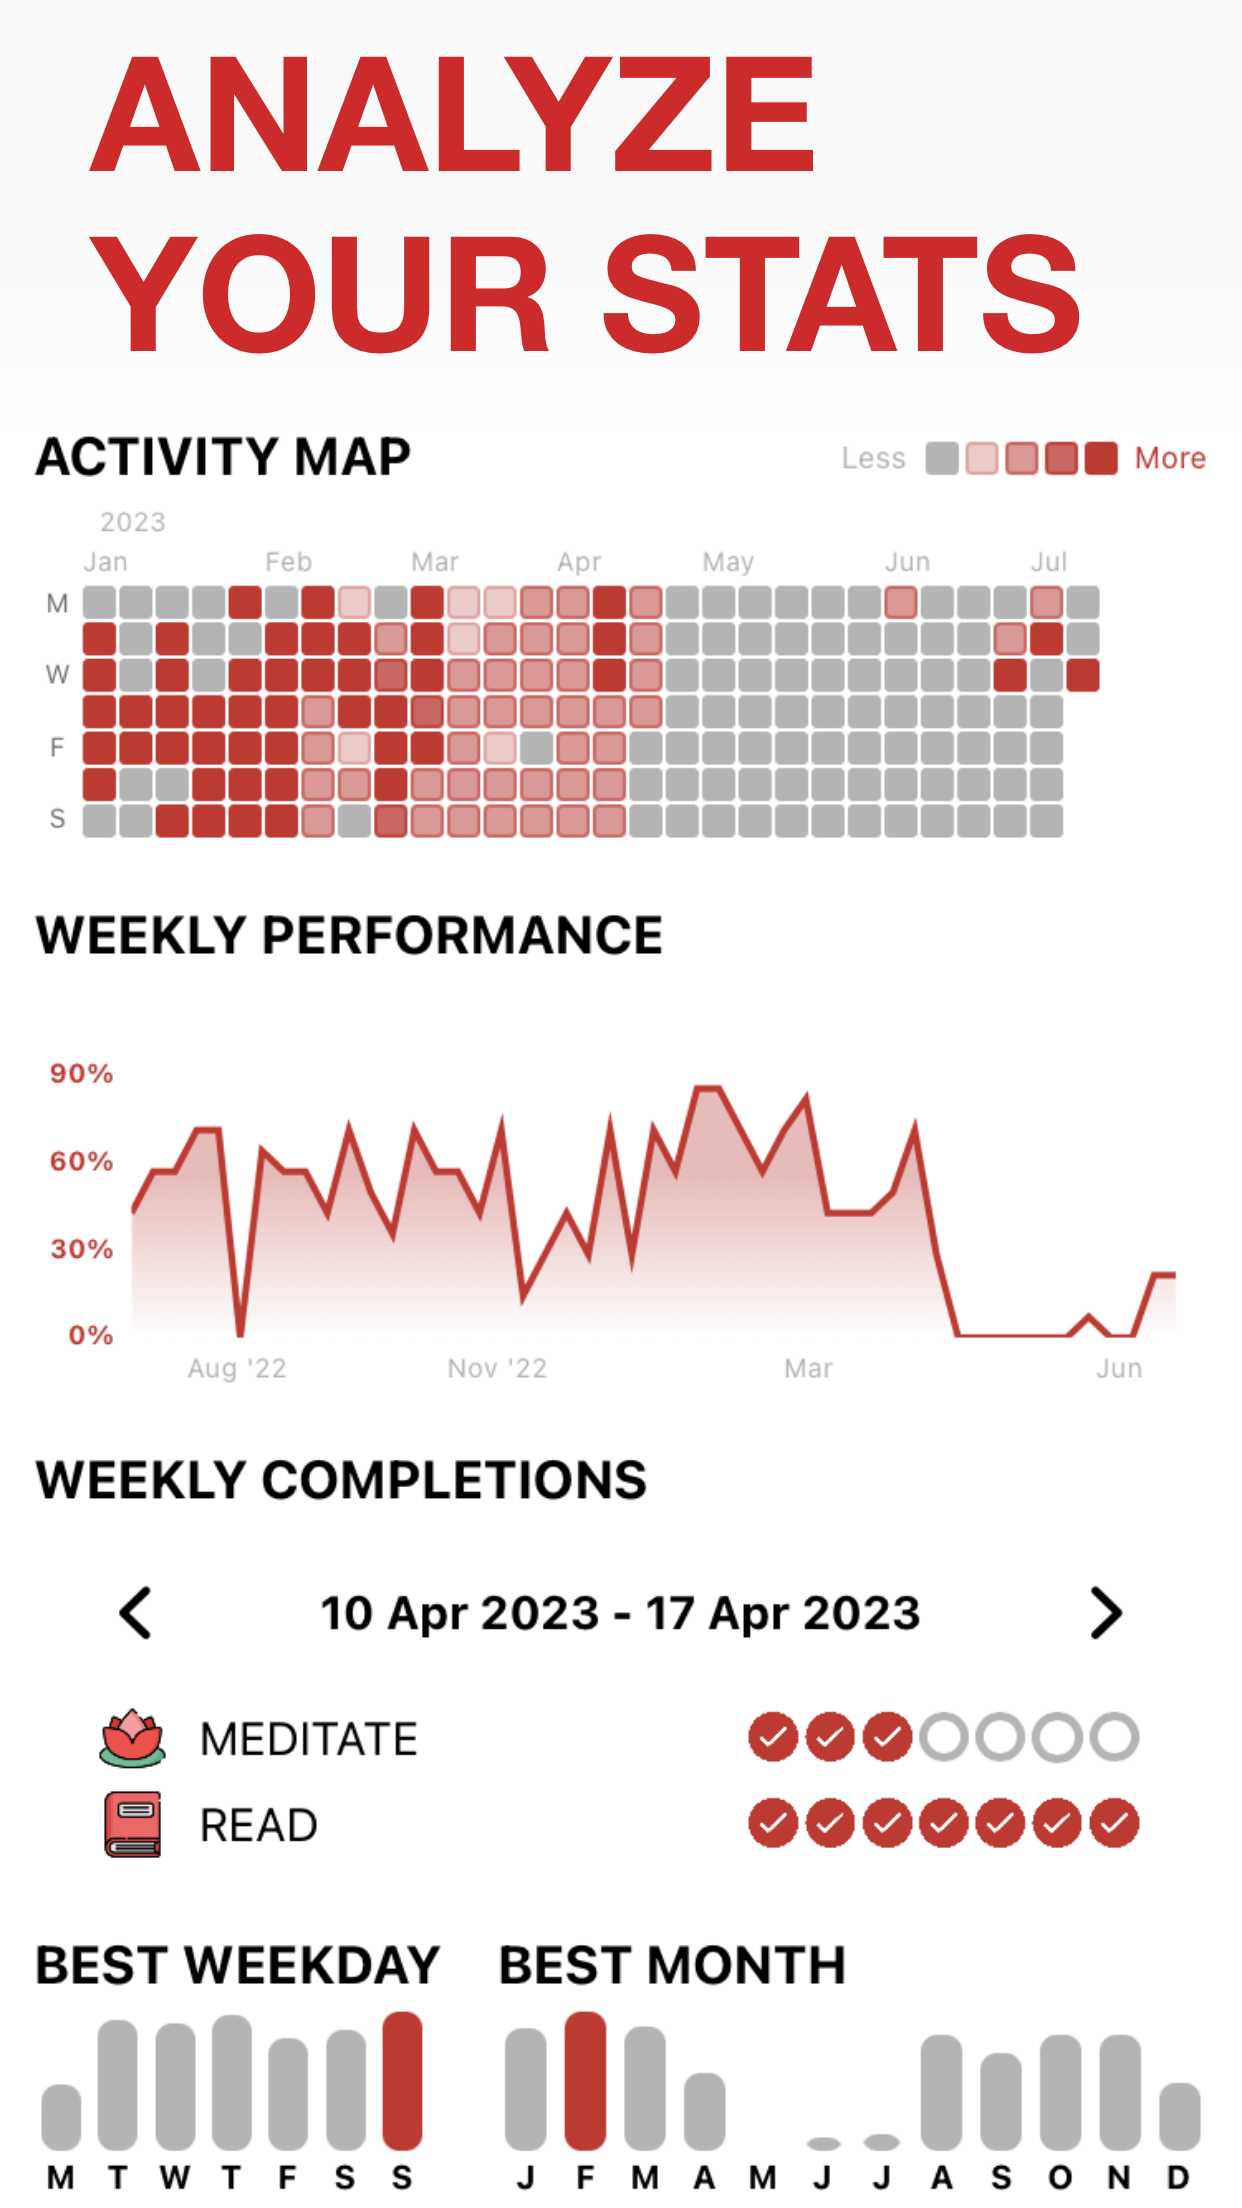 ANALYZE
YOUR STATS
ACTIVITY MAP
Less More
2023
Jan Feb Mar Apr May Jun Jul
M
W
F
S
WEEKLY PERFORMANCE
90%
60%
30%
0%
Aug '22 Nov '22 Mar Jun
WEEKLY COMPLETIONS
10 Apr 2023 - 17 Apr 2023
MEDITATE
READ
BEST WEEKDAY BEST MONTH
M T W T F S S J F M A M J J A S O N D